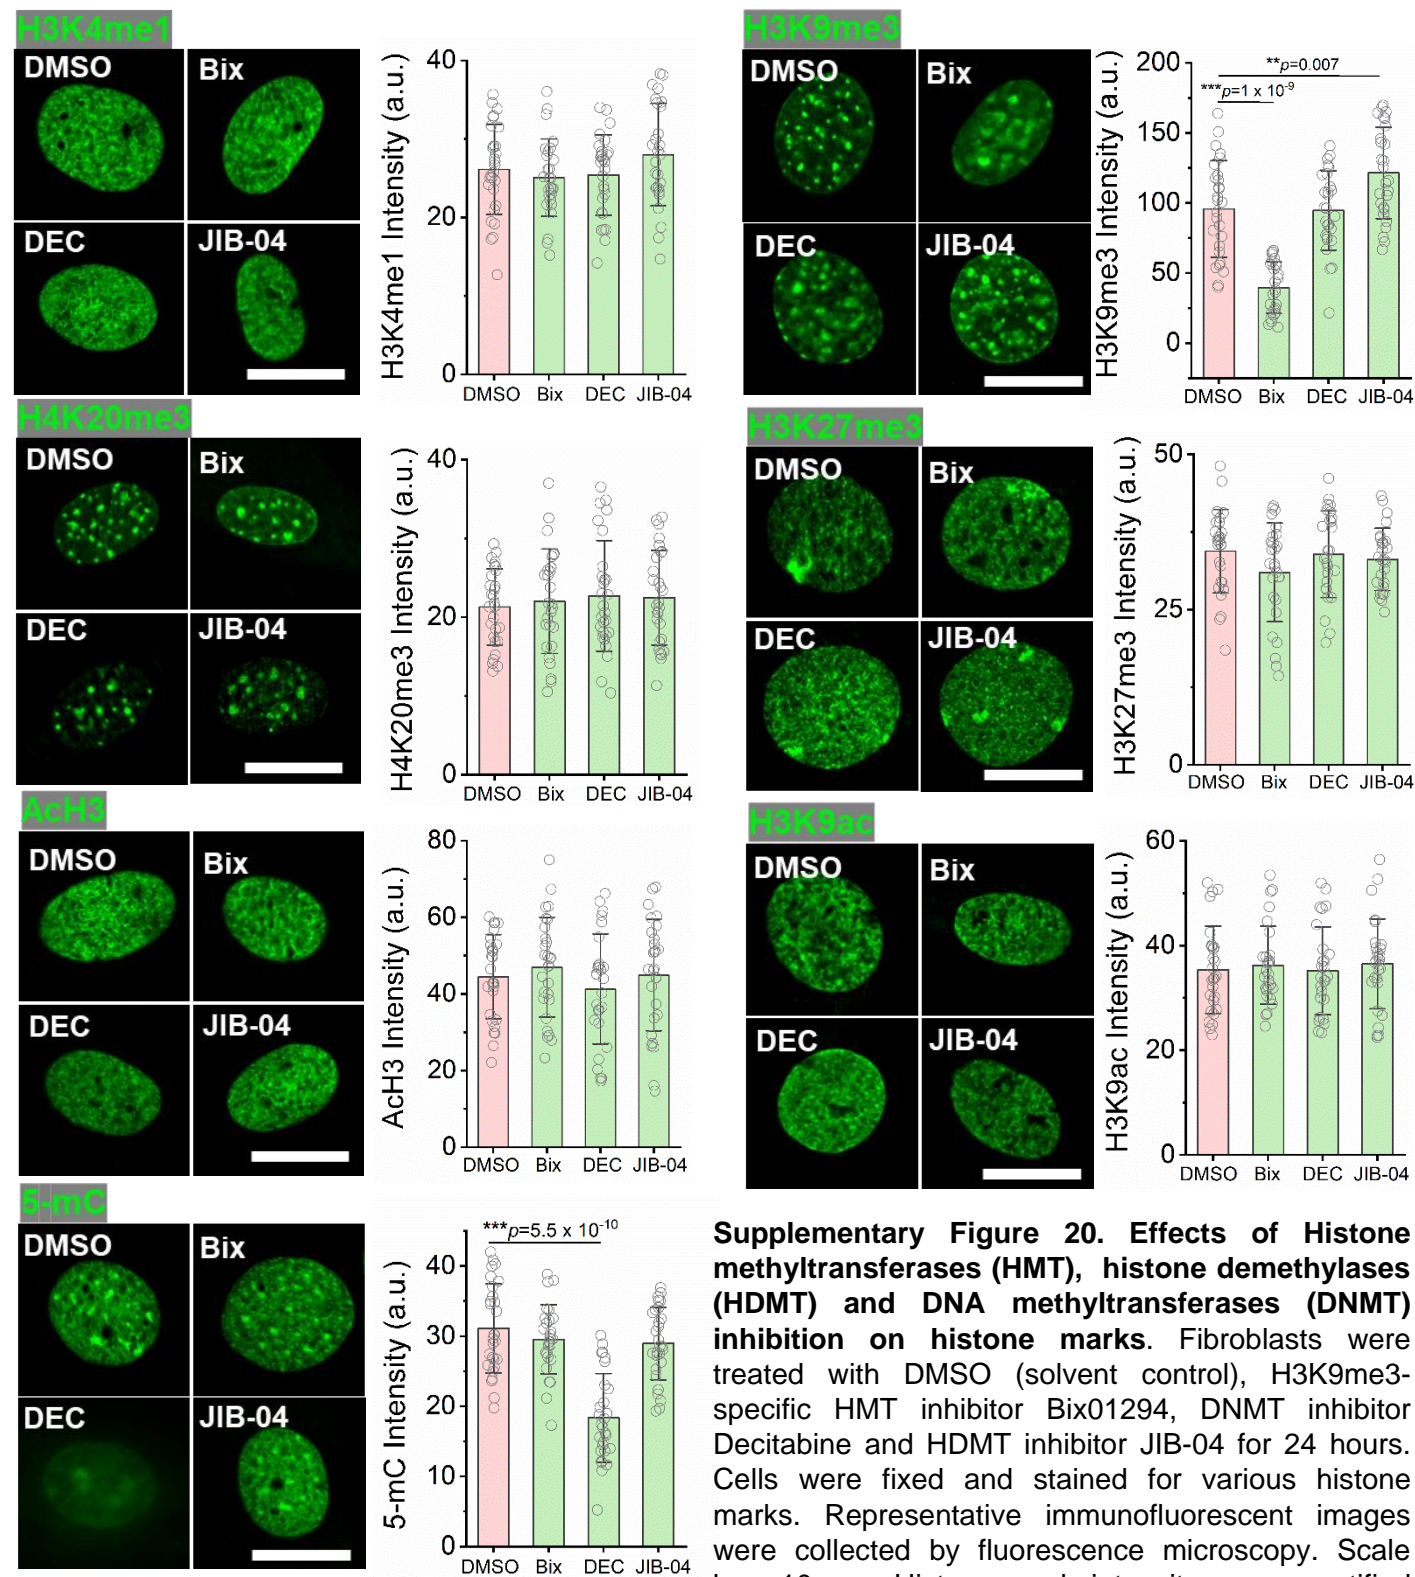 H3K4me1
DMSO
Bix
DEC
JIB-04
H3K4me1 Intensity (a.u.)
40
20
0
DMSO Bix DEC JIB-04
H3K9me3
DMSO
Bix
DEC
JIB-04
H3K9me3 Intensity (a.u.)
200
150
100
50
0
**p=0.007
***p=1 x 10-9
DMSO Bix DEC JIB-04
H4K20me3
DMSO
Bix
DEC
JIB-04
H4K20me3 Intensity (a.u.)
40
20
0
DMSO Bix DEC JIB-04
H3K27me3
DMSO
Bix
DEC
JIB-04
H3K27me3 Intensity (a.u.)
50
25
0
DMSO Bix DEC JIB-04
AcH3
DMSO
Bix
DEC
JIB-04
AcH3 Intensity (a.u.)
80
60
40
20
0
DMSO Bix DEC JIB-04
H3K9ac
DMSO
Bix
DEC
JIB-04
H3K9ac Intensity (a.u.)
60
40
20
0
DMSO Bix DEC JIB-04
5-mC
DMSO
Bix
DEC
JIB-04
5-mC Intensity (a.u.)
40
30
20
10
0
***p=5.5 x 10-10
DMSO Bix DEC JIB-04
Supplementary Figure 20. Effects of Histone
methyltransferases (HMT), histone demethylases
(HDMT) and DNA methyltransferases (DNMT)
inhibition on histone marks. Fibroblasts were
treated with DMSO (solvent control), H3K9me3-
specific HMT inhibitor Bix01294, DNMT inhibitor
Decitabine and HDMT inhibitor JIB-04 for 24 hours.
Cells were fixed and stained for various histone
marks. Representative immunofluorescent images
were collected by fluorescence microscopy. Scale